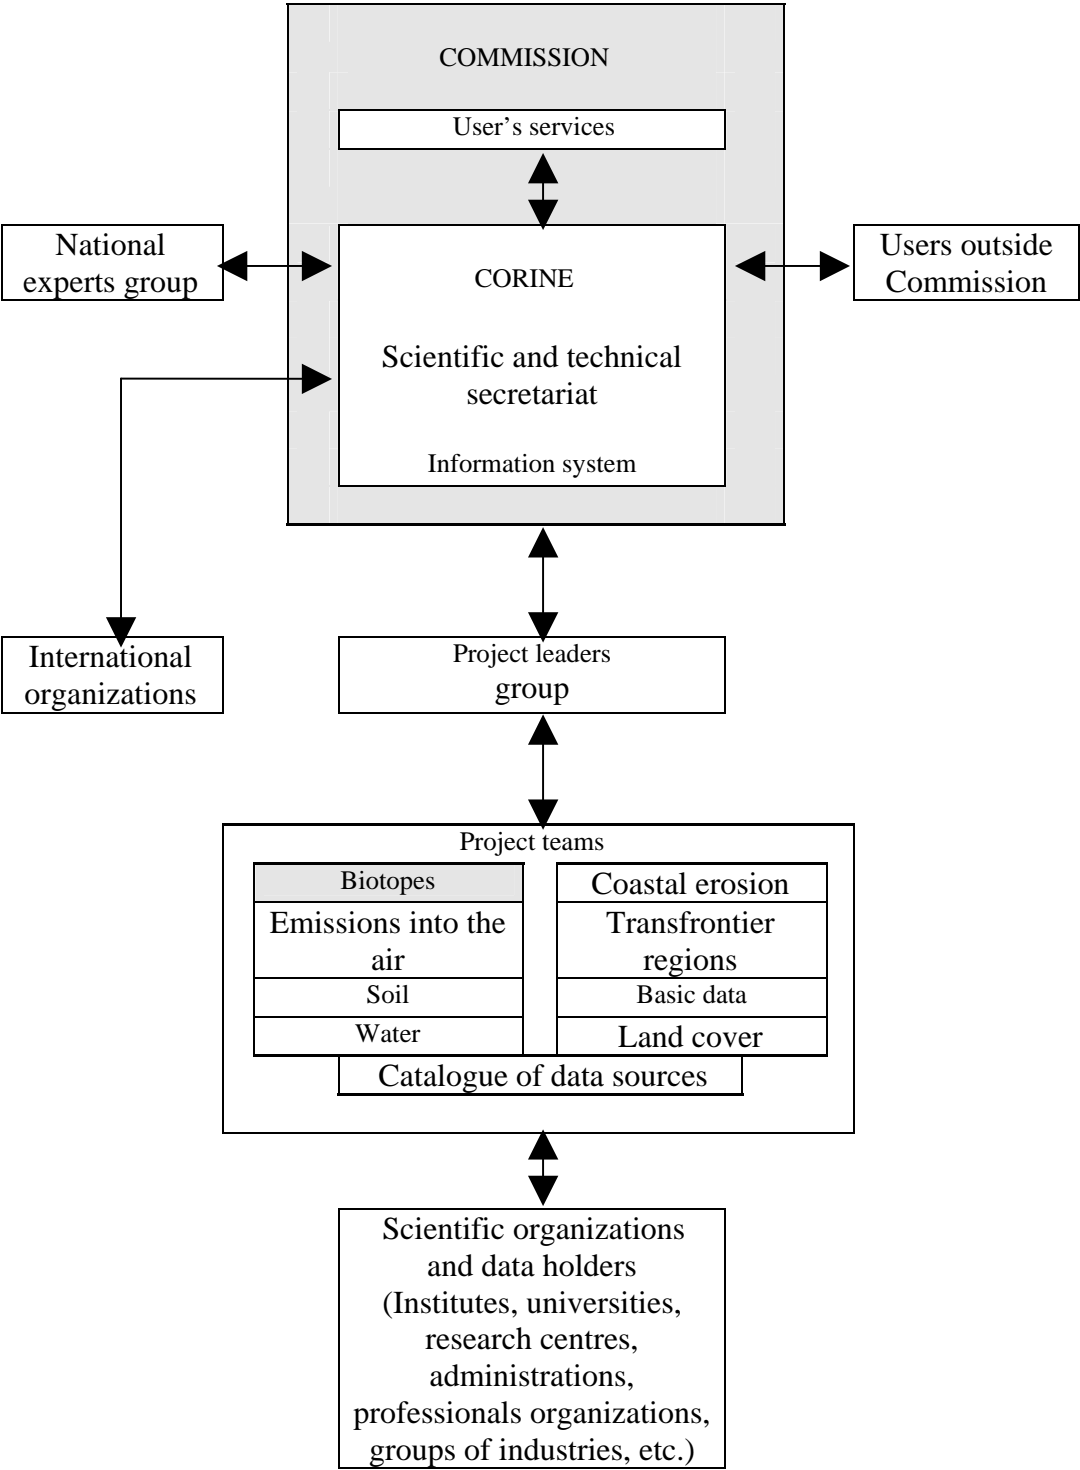 COMMISSION
User’s services
National
experts group
CORINE
Scientific and technical
secretariat
Information system
Users outside
Commission
International
organizations
Project leaders
group
Project teams
Biotopes
Emissions into the
air
Soil
Water
Coastal erosion
Transfrontier
regions
Basic data
Land cover
Catalogue of data sources
Scientific organizations
and data holders
(Institutes, universities,
research centres,
administrations,
professionals organizations,
groups of industries, etc.)